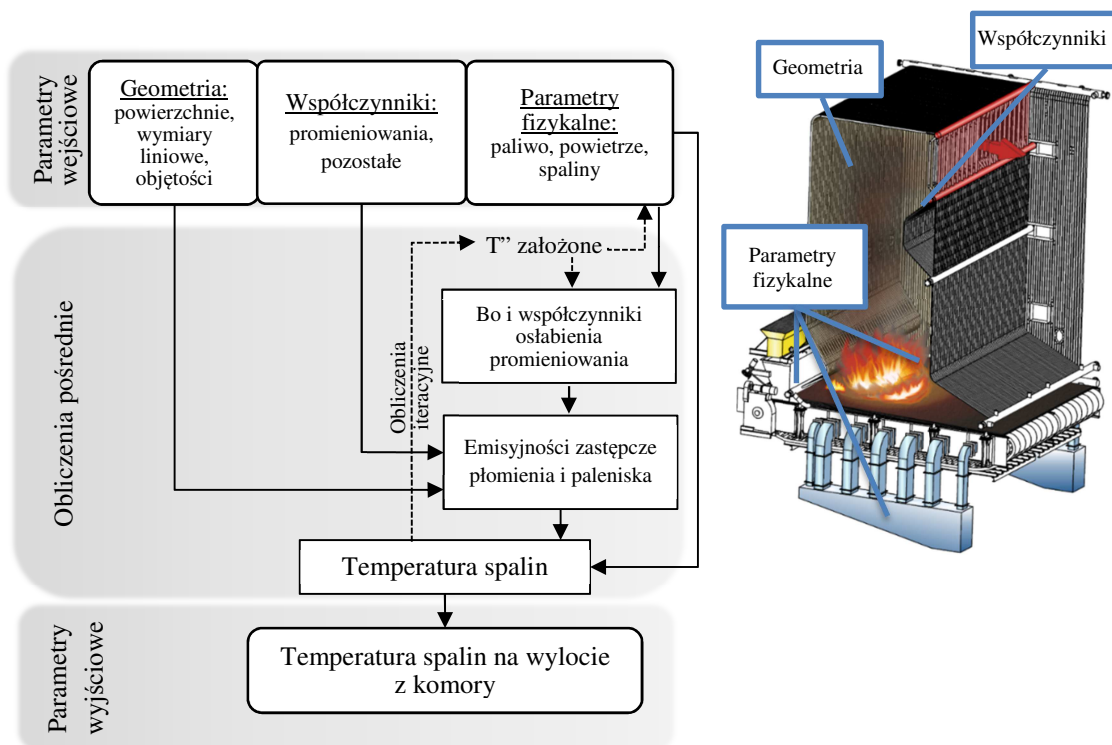 Parametry
wejściowe
Geometria:
powierzchnie,
wymiary
liniowe,
objętości
Współczynniki:
promieniowania,
pozostałe
Parametry
fizykalne:
paliwo, powietrze,
spaliny
Obliczenia pośrednie
T” założone
Bo i współczynniki
osłabienia
promieniowania
Obliczenia
iteracyjne
Emisyjności zastępcze
płomienia i paleniska
Temperatura spalin
Parametry
wyjściowe
Temperatura spalin na wylocie
z komory
Geometria
Współczynniki
Parametry
fizykalne